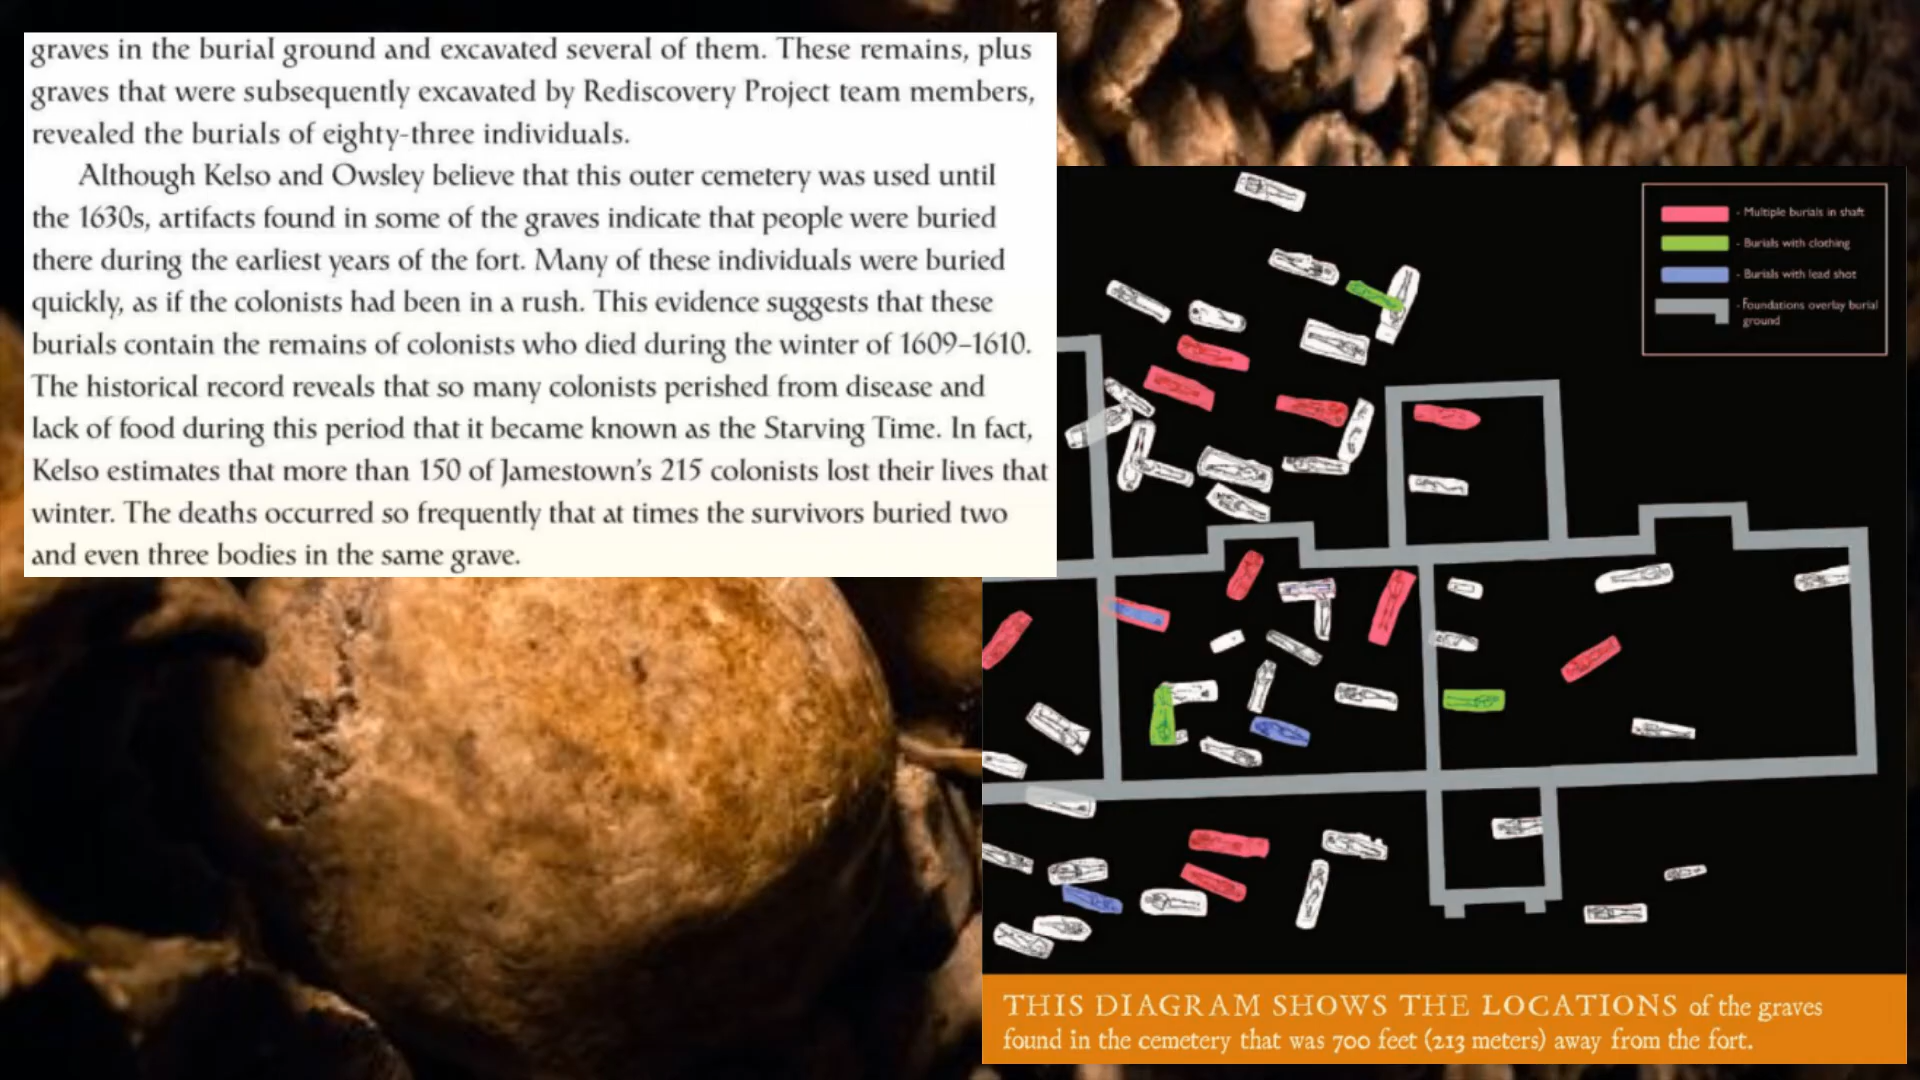 graves in the burial ground and excavated several of them. These remains, plus
graves that were subsequently excavated by Rediscovery Project team members,
revealed the burials of eighty-three individuals.
Although Kelso and Owsley believe that this outer cemetery was used until
the 1630s, artifacts found in some of the graves indicate that people were buried
there during the earliest years of the fort. Many of these individuals were buried
quickly, as if the colonists had been in a rush. This evidence suggests that these
burials contain the remains of colonists who died during the winter of 1609–1610.
The historical record reveals that so many colonists perished from disease and
lack of food during this period that it became known as the Starving Time. In fact,
Kelso estimates that more than 150 of Jamestown's 215 colonists lost their lives that
winter. The deaths occurred so frequently that at times the survivors buried two
and even three bodies in the same grave.
- Multiple burials in shaft
- Burials with clothing
- Burials with lead shot
- Foundations overlay burial
ground
THIS DIAGRAM SHOWS THE LOCATIONS of the graves
found in the cemetery that was 700 feet (213 meters) away from the fort.